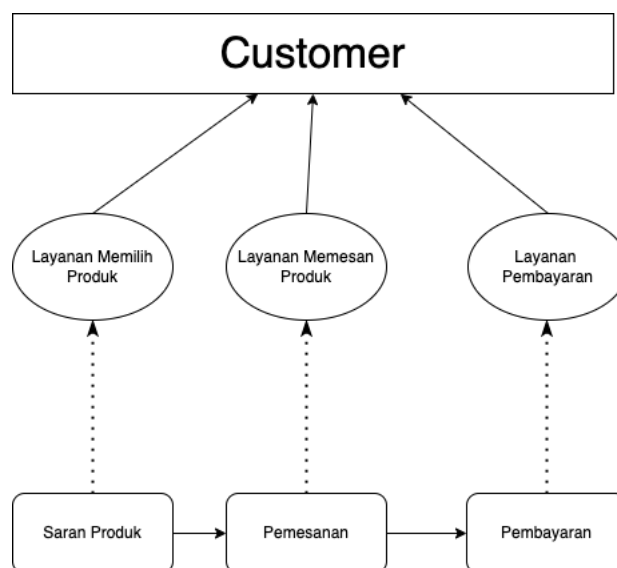 Customer
Layanan Memilih
Produk
Layanan Memesan
Produk
Layanan
Pembayaran
Saran Produk
Pemesanan
Pembayaran